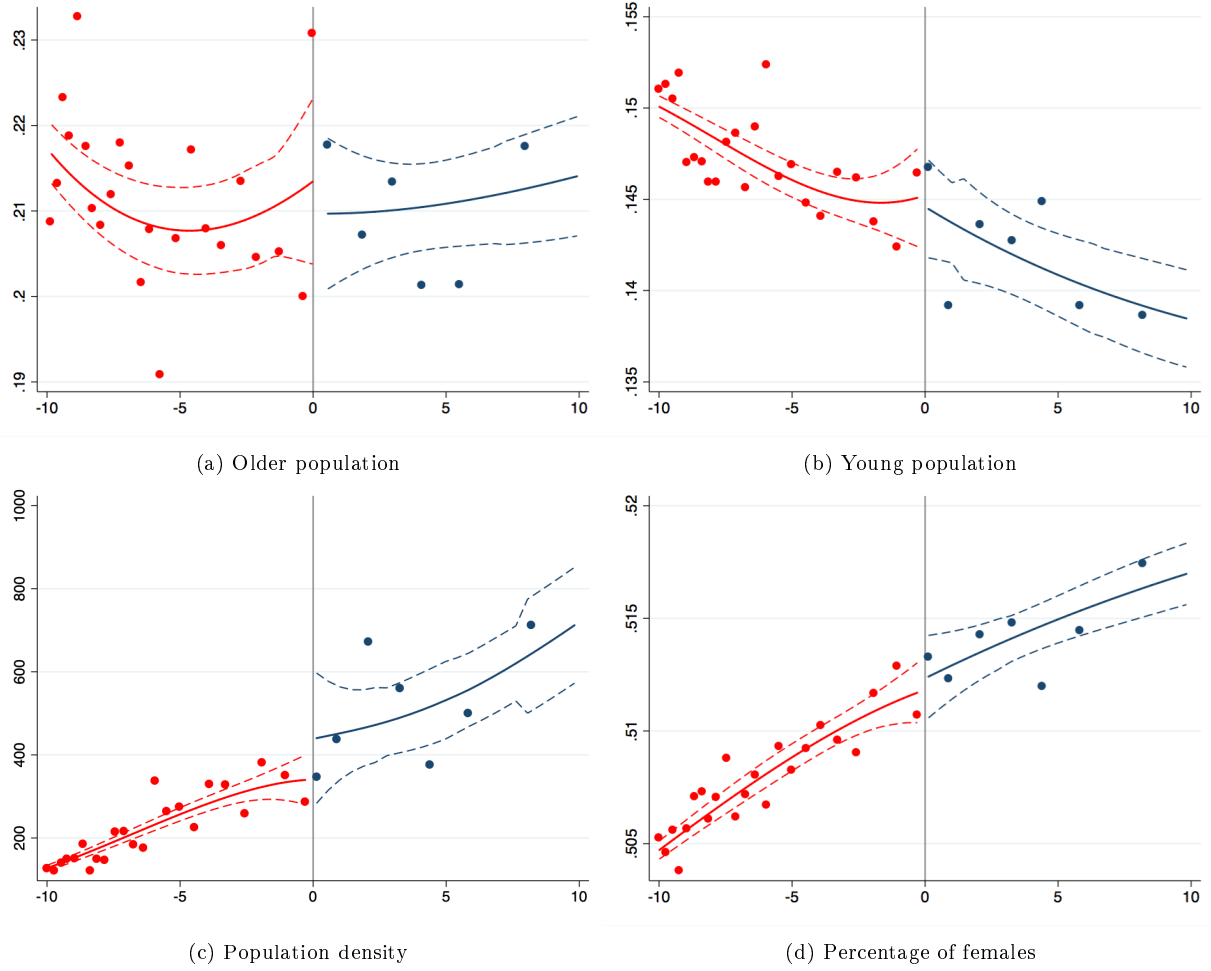 .23
.22
.21
.2
.19
-10 -5 0 5 10
(a) Older population
.155
.15
.145
.14
.135
-10 -5 0 5 10
(b) Young population
1000
800
600
400
200
-10 -5 0 5 10
(c) Population density
.52
.515
.51
.505
-10 -5 0 5 10
(d) Percentage of females